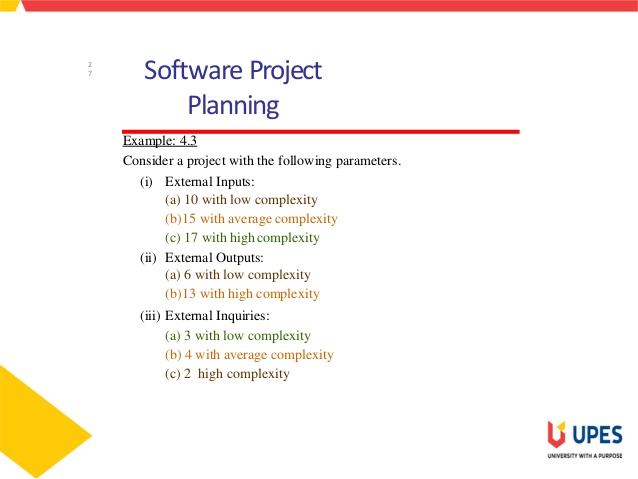 2
7
Software Project
Planning
Example: 4.3
Consider a project with the following parameters.
(i) External Inputs:
(a) 10 with low complexity
(b)15 with average complexity
(c) 17 with high complexity
(ii) External Outputs:
(a) 6 with low complexity
(b)13 with high complexity
(iii) External Inquiries:
(a) 3 with low complexity
(b) 4 with average complexity
(c) 2 high complexity
UPES
UNIVERSITY WITH A PURPOSE